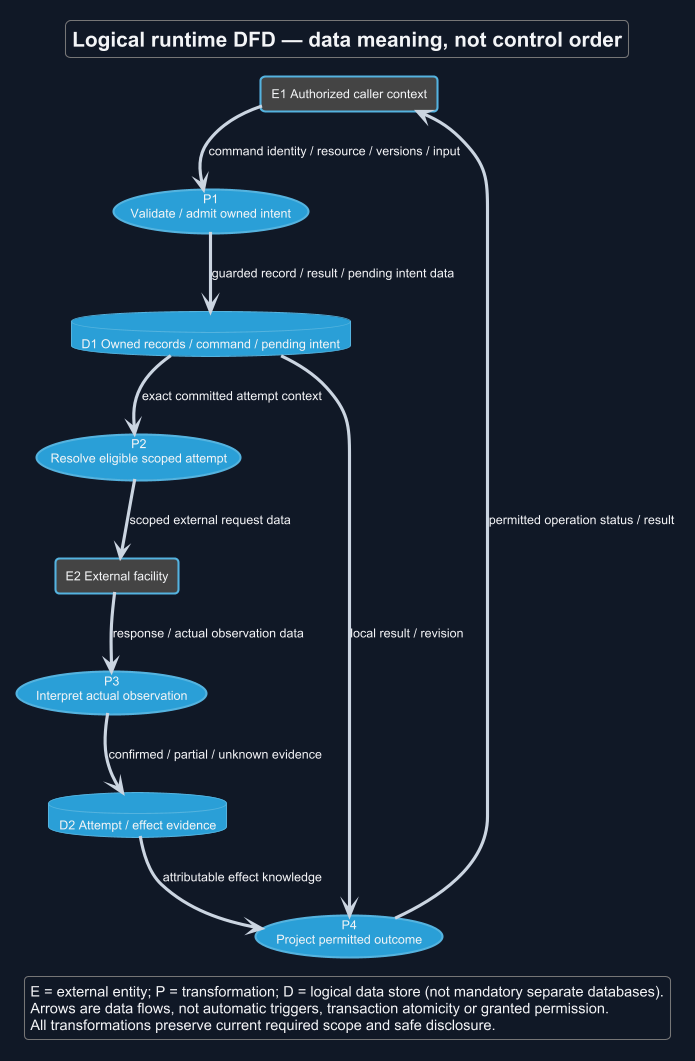 Logical runtime DFD — data meaning, not control order
E1 Authorized caller context
command identity / resource / versions / input
P1
Validate / admit owned intent
guarded record / result / pending intent data
D1 Owned records / command / pending intent
exact committed attempt context
P2
Resolve eligible scoped attempt
scoped external request data
permitted operation status / result
E2 External facility
response / actual observation data
local result / revision
P3
Interpret actual observation
confirmed / partial / unknown evidence
D2 Attempt / effect evidence
attributable effect knowledge
P4
Project permitted outcome
E = external entity; P = transformation; D = logical data store (not mandatory separate databases).
Arrows are data flows, not automatic triggers, transaction atomicity or granted permission.
All transformations preserve current required scope and safe disclosure.